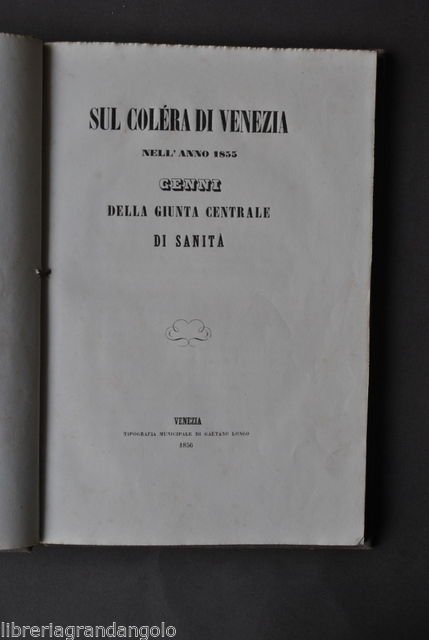 SUL COLÉRA DI VENEZIA
NELL' ANNO 1855
CENNI
DELLA GIUNTA CENTRALE
DI SANITÀ
VENEZIA
TIPOGRAFIA MUNICIPALE DI GAETANO LONGO
1856
libreriagrandangolo